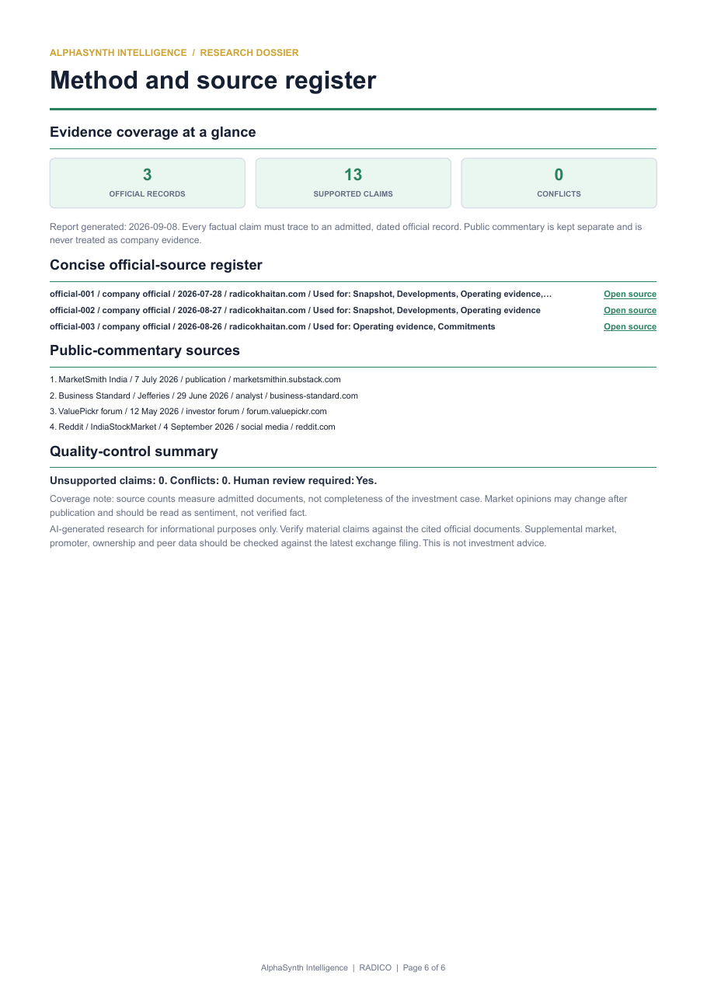 ALPHASYNTH INTELLIGENCE / RESEARCH DOSSIER
Method and source register
Evidence coverage at a glance
3
OFFICIAL RECORDS
13
SUPPORTED CLAIMS
0
CONFLICTS
Report generated: 2026-09-08. Every factual claim must trace to an admitted, dated official record. Public commentary is kept separate and is
never treated as company evidence.
Concise official-source register
official-001 / company official / 2026-07-28 / radicokhaitan.com / Used for: Snapshot, Developments, Operating evidence,... Open source
official-002 / company official / 2026-08-27 / radicokhaitan.com / Used for: Snapshot, Developments, Operating evidence Open source
official-003 / company official / 2026-08-26 / radicokhaitan.com / Used for: Operating evidence, Commitments Open source
Public-commentary sources
1. MarketSmith India / 7 July 2026 / publication / marketsmithin.substack.com
2. Business Standard / Jefferies / 29 June 2026 / analyst / business-standard.com
3. ValuePickr forum / 12 May 2026 / investor forum / forum.valuepickr.com
4. Reddit / IndiaStockMarket / 4 September 2026 / social media / reddit.com
Quality-control summary
Unsupported claims: 0. Conflicts: 0. Human review required: Yes.
Coverage note: source counts measure admitted documents, not completeness of the investment case. Market opinions may change after
publication and should be read as sentiment, not verified fact.
AI-generated research for informational purposes only. Verify material claims against the cited official documents. Supplemental market,
promoter, ownership and peer data should be checked against the latest exchange filing. This is not investment advice.
AlphaSynth Intelligence | RADICO | Page 6 of 6